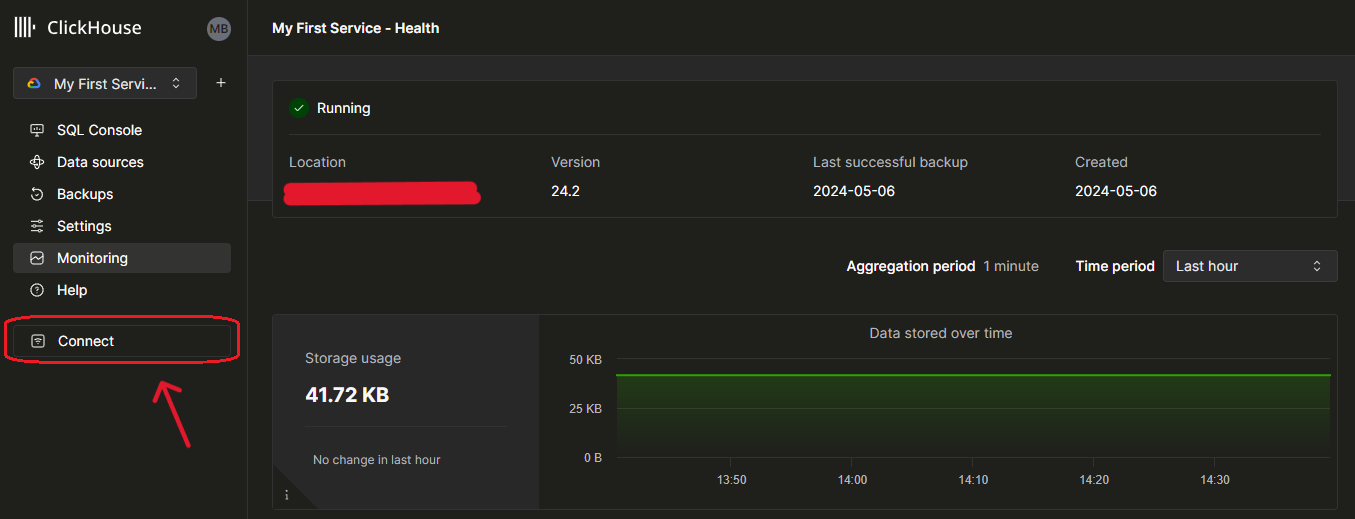 ClickHouse
MB
My First Servi...
+
SQL Console
Data sources
Backups
Settings
Monitoring
Help
Connect
My First Service - Health
Running
Location
Version
24.2
Last successful backup
2024-05-06
Created
2024-05-06
Aggregation period 1 minute
Time period
Last hour
Storage usage
41.72 KB
No change in last hour
i
Data stored over time
50 KB
25 KB
0 B
13:50
14:00
14:10
14:20
14:30